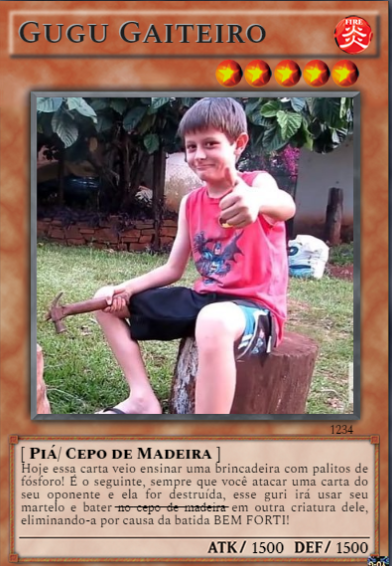 GUGU GAITEIRO
FIRE
炎
1234
[ PIÁ/ CEPO DE MADEIRA ]
Hoje essa carta veio ensinar uma brincadeira com palitos de
fósforo! É o seguinte, sempre que você atacar uma carta do
seu oponente e ela for destruída, esse guri irá usar seu
martelo e bater no cepo de madeira em outra criatura dele,
eliminando-a por causa da batida BEM FORTI!
ATK/ 1500 DEF/ 1500